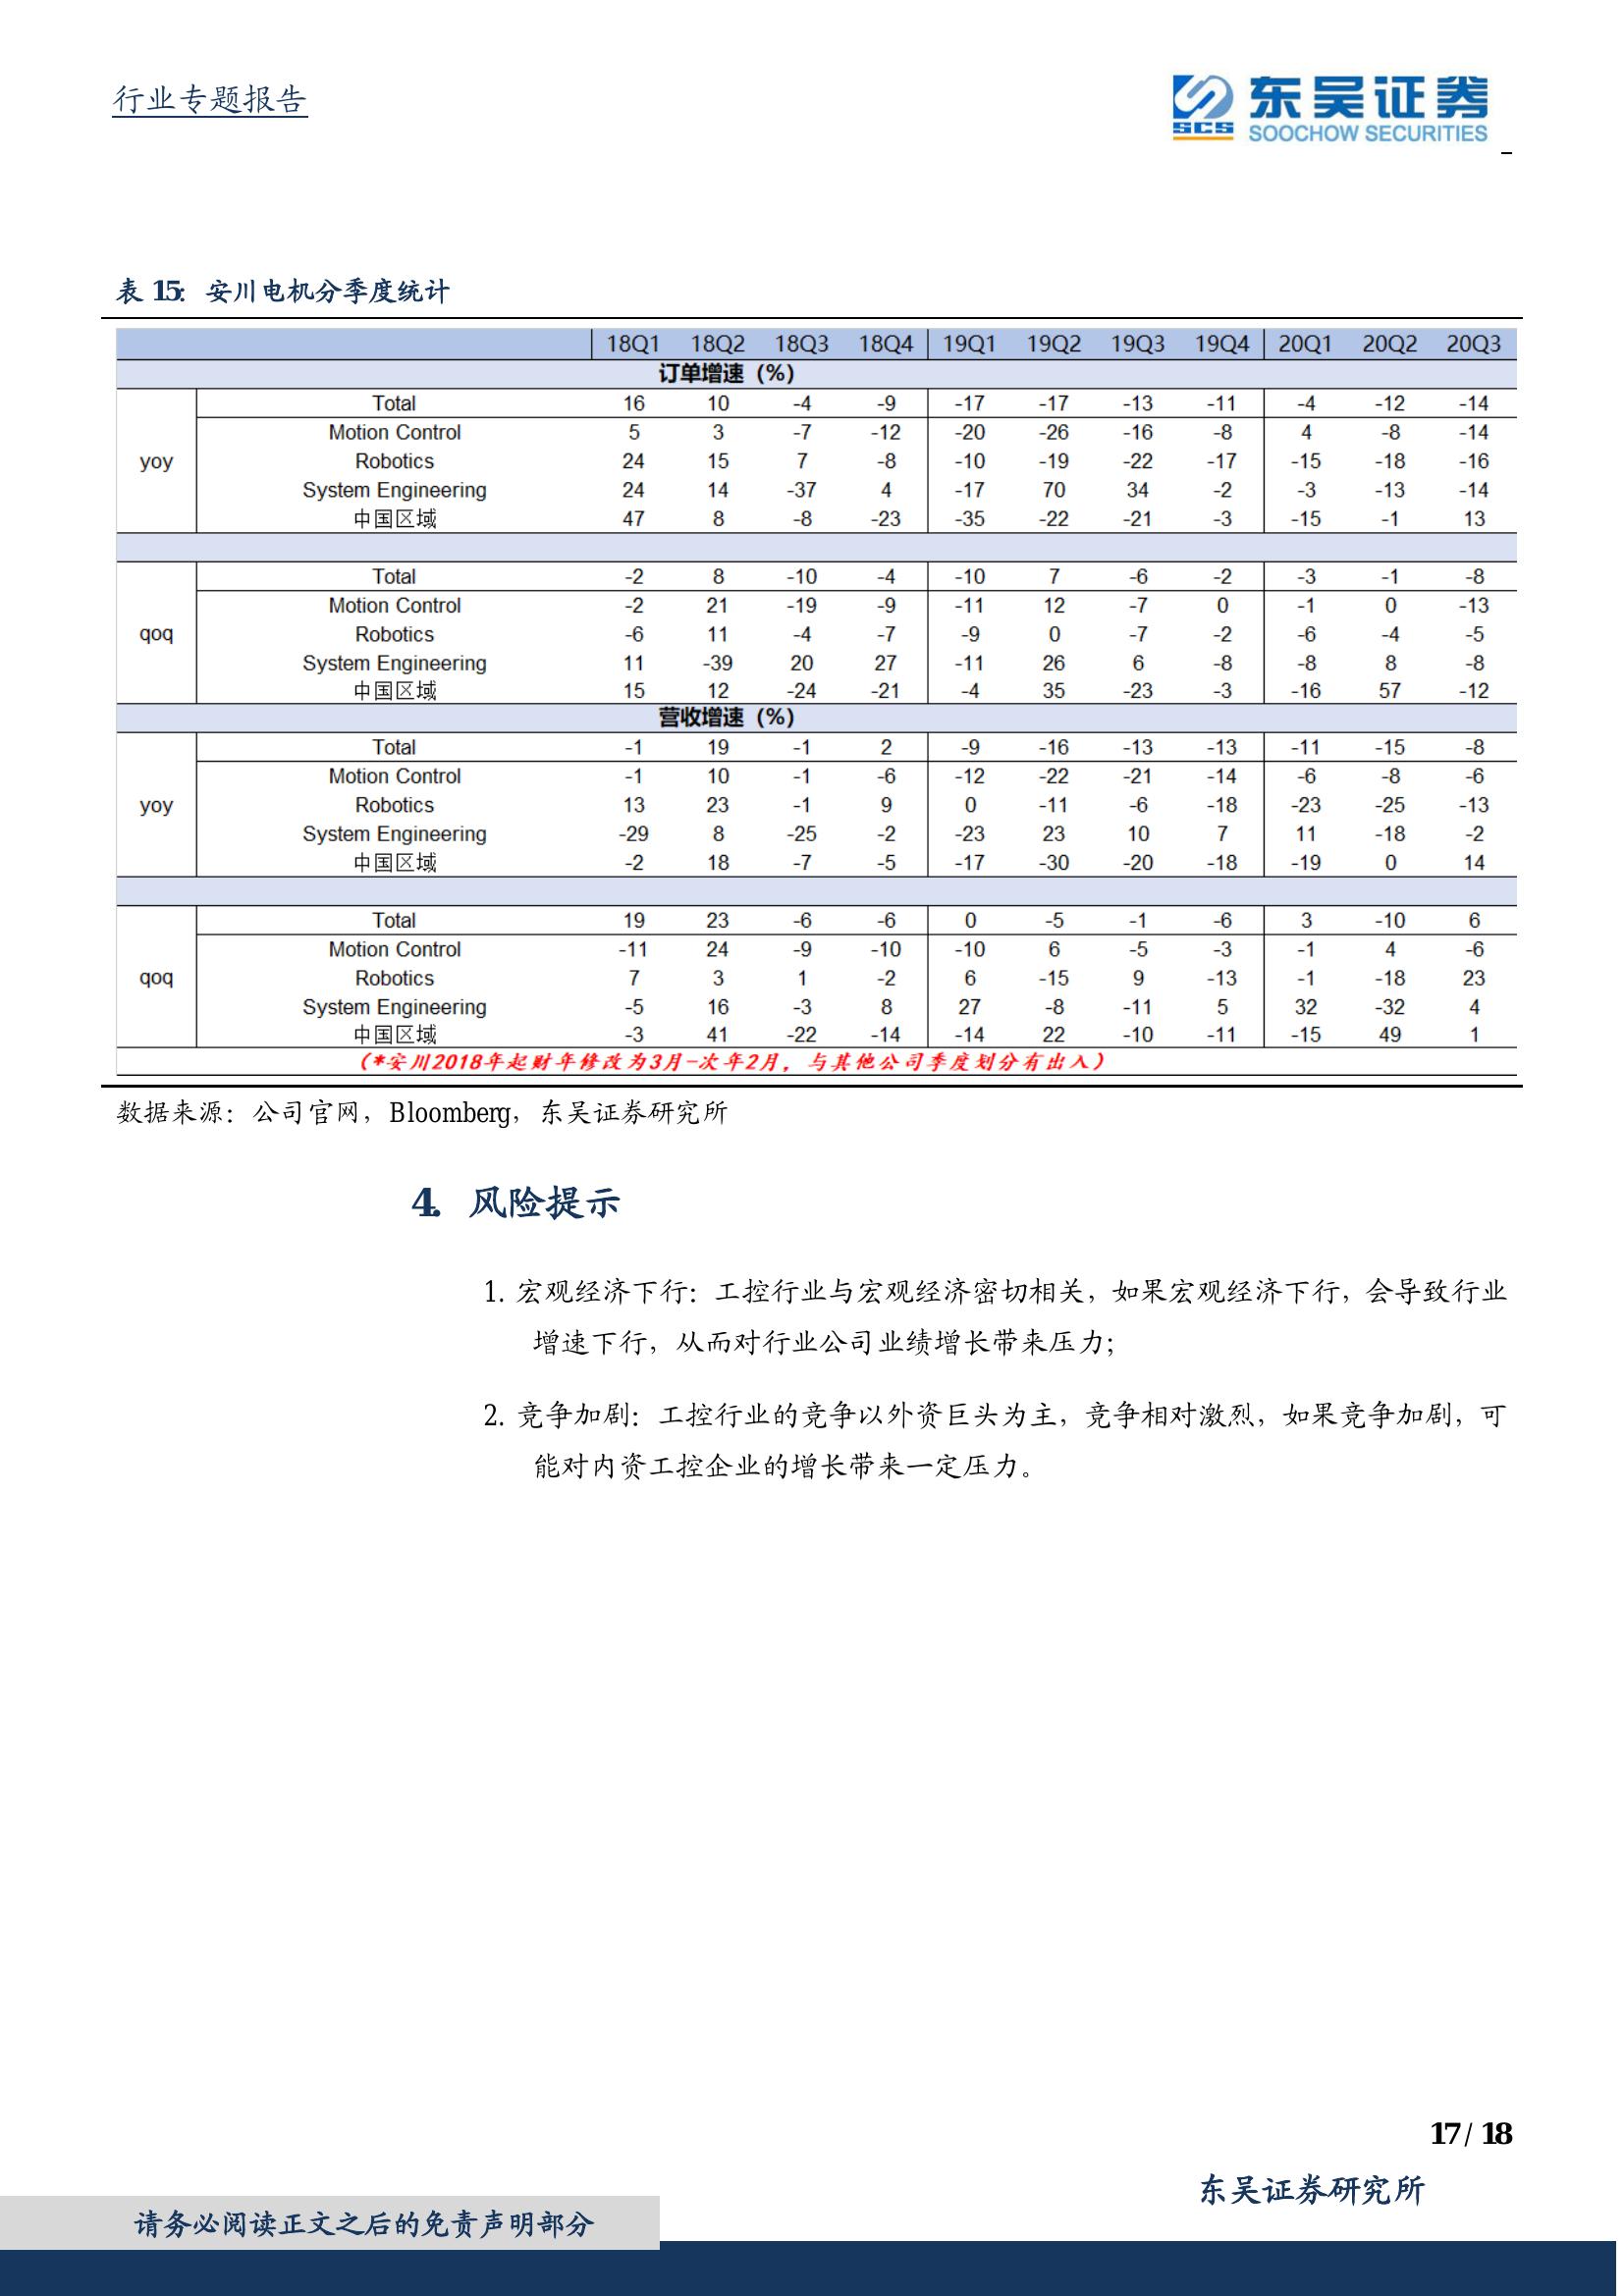 行业专题报告
东吴证券
SCS
SOOCHOW SECURITIES
表 15: 安川电机分季度统计
18Q1 18Q2 18Q3 18Q4 19Q1 19Q2 19Q3 19Q4 20Q1 20Q2 20Q3
订单增速（%）
Total 16 10 -4 -9 -17 -17 -13 -11 -4 -12 -14
Motion Control 5 3 -7 -12 -20 -26 -16 -8 4 -8 -14
yoy Robotics 24 15 7 -8 -10 -19 -22 -17 -15 -18 -16
System Engineering 24 14 -37 4 -17 70 34 -2 -3 -13 -14
中国区域 47 8 -8 -23 -35 -22 -21 -3 -15 -1 13
Total -2 8 -10 -4 -10 7 -6 -2 -3 -1 -8
Motion Control -2 21 -19 -9 -11 12 -7 0 -1 0 -13
qoq Robotics -6 11 -4 -7 -9 0 -7 -2 -6 -4 -5
System Engineering 11 -39 20 27 -11 26 6 -8 -8 8 -8
中国区域 15 12 -24 -21 -4 35 -23 -3 -16 57 -12
营收增速（%）
Total -1 19 -1 2 -9 -16 -13 -13 -11 -15 -8
Motion Control -1 10 -1 -6 -12 -22 -21 -14 -6 -8 -6
yoy Robotics 13 23 -1 9 0 -11 -6 -18 -23 -25 -13
System Engineering -29 8 -25 -2 -23 23 10 7 11 -18 -2
中国区域 -2 18 -7 -5 -17 -30 -20 -18 -19 0 14
Total 19 23 -6 -6 0 -5 -1 -6 3 -10 6
Motion Control -11 24 -9 -10 -10 6 -5 -3 -1 4 -6
qoq Robotics 7 3 1 -2 6 -15 9 -13 -1 -18 23
System Engineering -5 16 -3 8 27 -8 -11 5 32 -32 4
中国区域 -3 41 -22 -14 -14 22 -10 -11 -15 49 1
（*安川2018年起财年修改为3月-次年2月，与其他公司季度划分有出入）
数据来源：公司官网，Bloomberg，东吴证券研究所
4. 风险提示
1. 宏观经济下行：工控行业与宏观经济密切相关，如果宏观经济下行，会导致行业
增速下行，从而对行业公司业绩增长带来压力；
2. 竞争加剧：工控行业的竞争以外资巨头为主，竞争相对激烈，如果竞争加剧，可
能对内资工控企业的增长带来一定压力。
17 / 18
东吴证券研究所
请务必阅读正文之后的免责声明部分